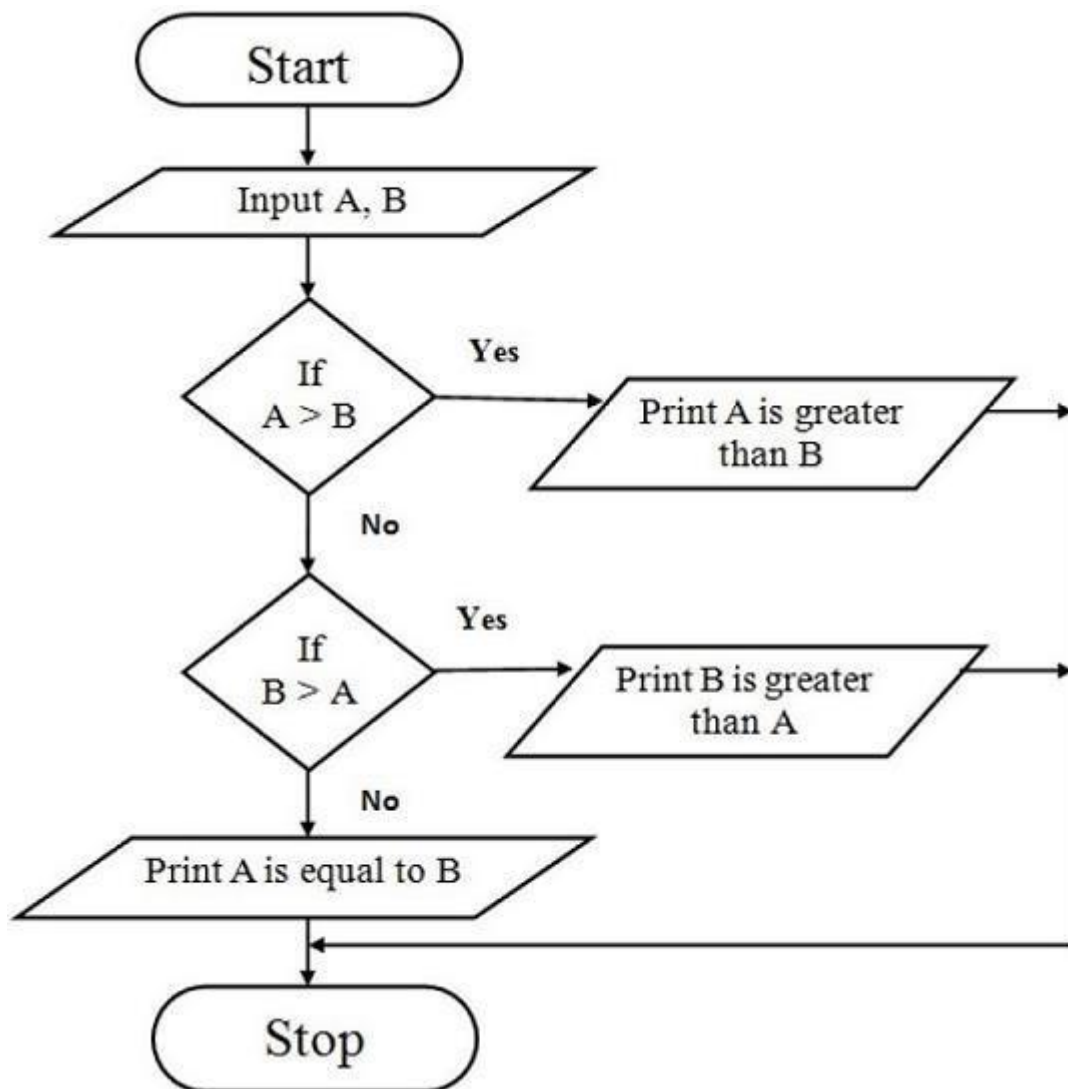 Start
Input A, B
If
A > B
Yes
Print A is greater
than B
No
If
B > A
Yes
Print B is greater
than A
No
Print A is equal to B
Stop